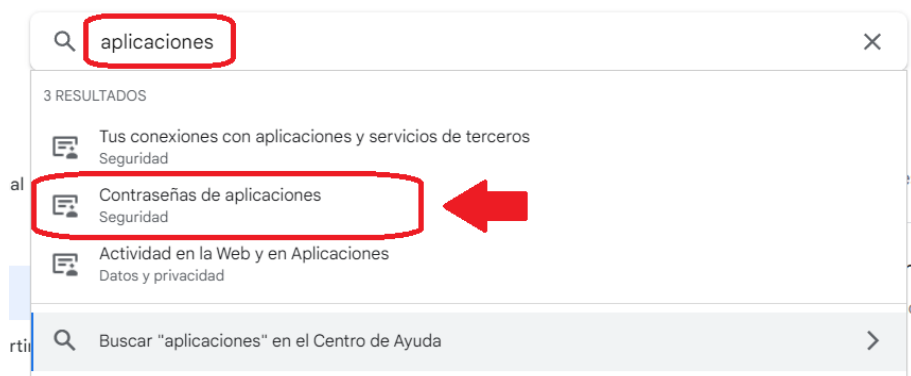 aplicaciones
3 RESULTADOS
Tus conexiones con aplicaciones y servicios de terceros
Seguridad
al
Contraseñas de aplicaciones
Seguridad
Actividad en la Web y en Aplicaciones
Datos y privacidad
Buscar "aplicaciones" en el Centro de Ayuda